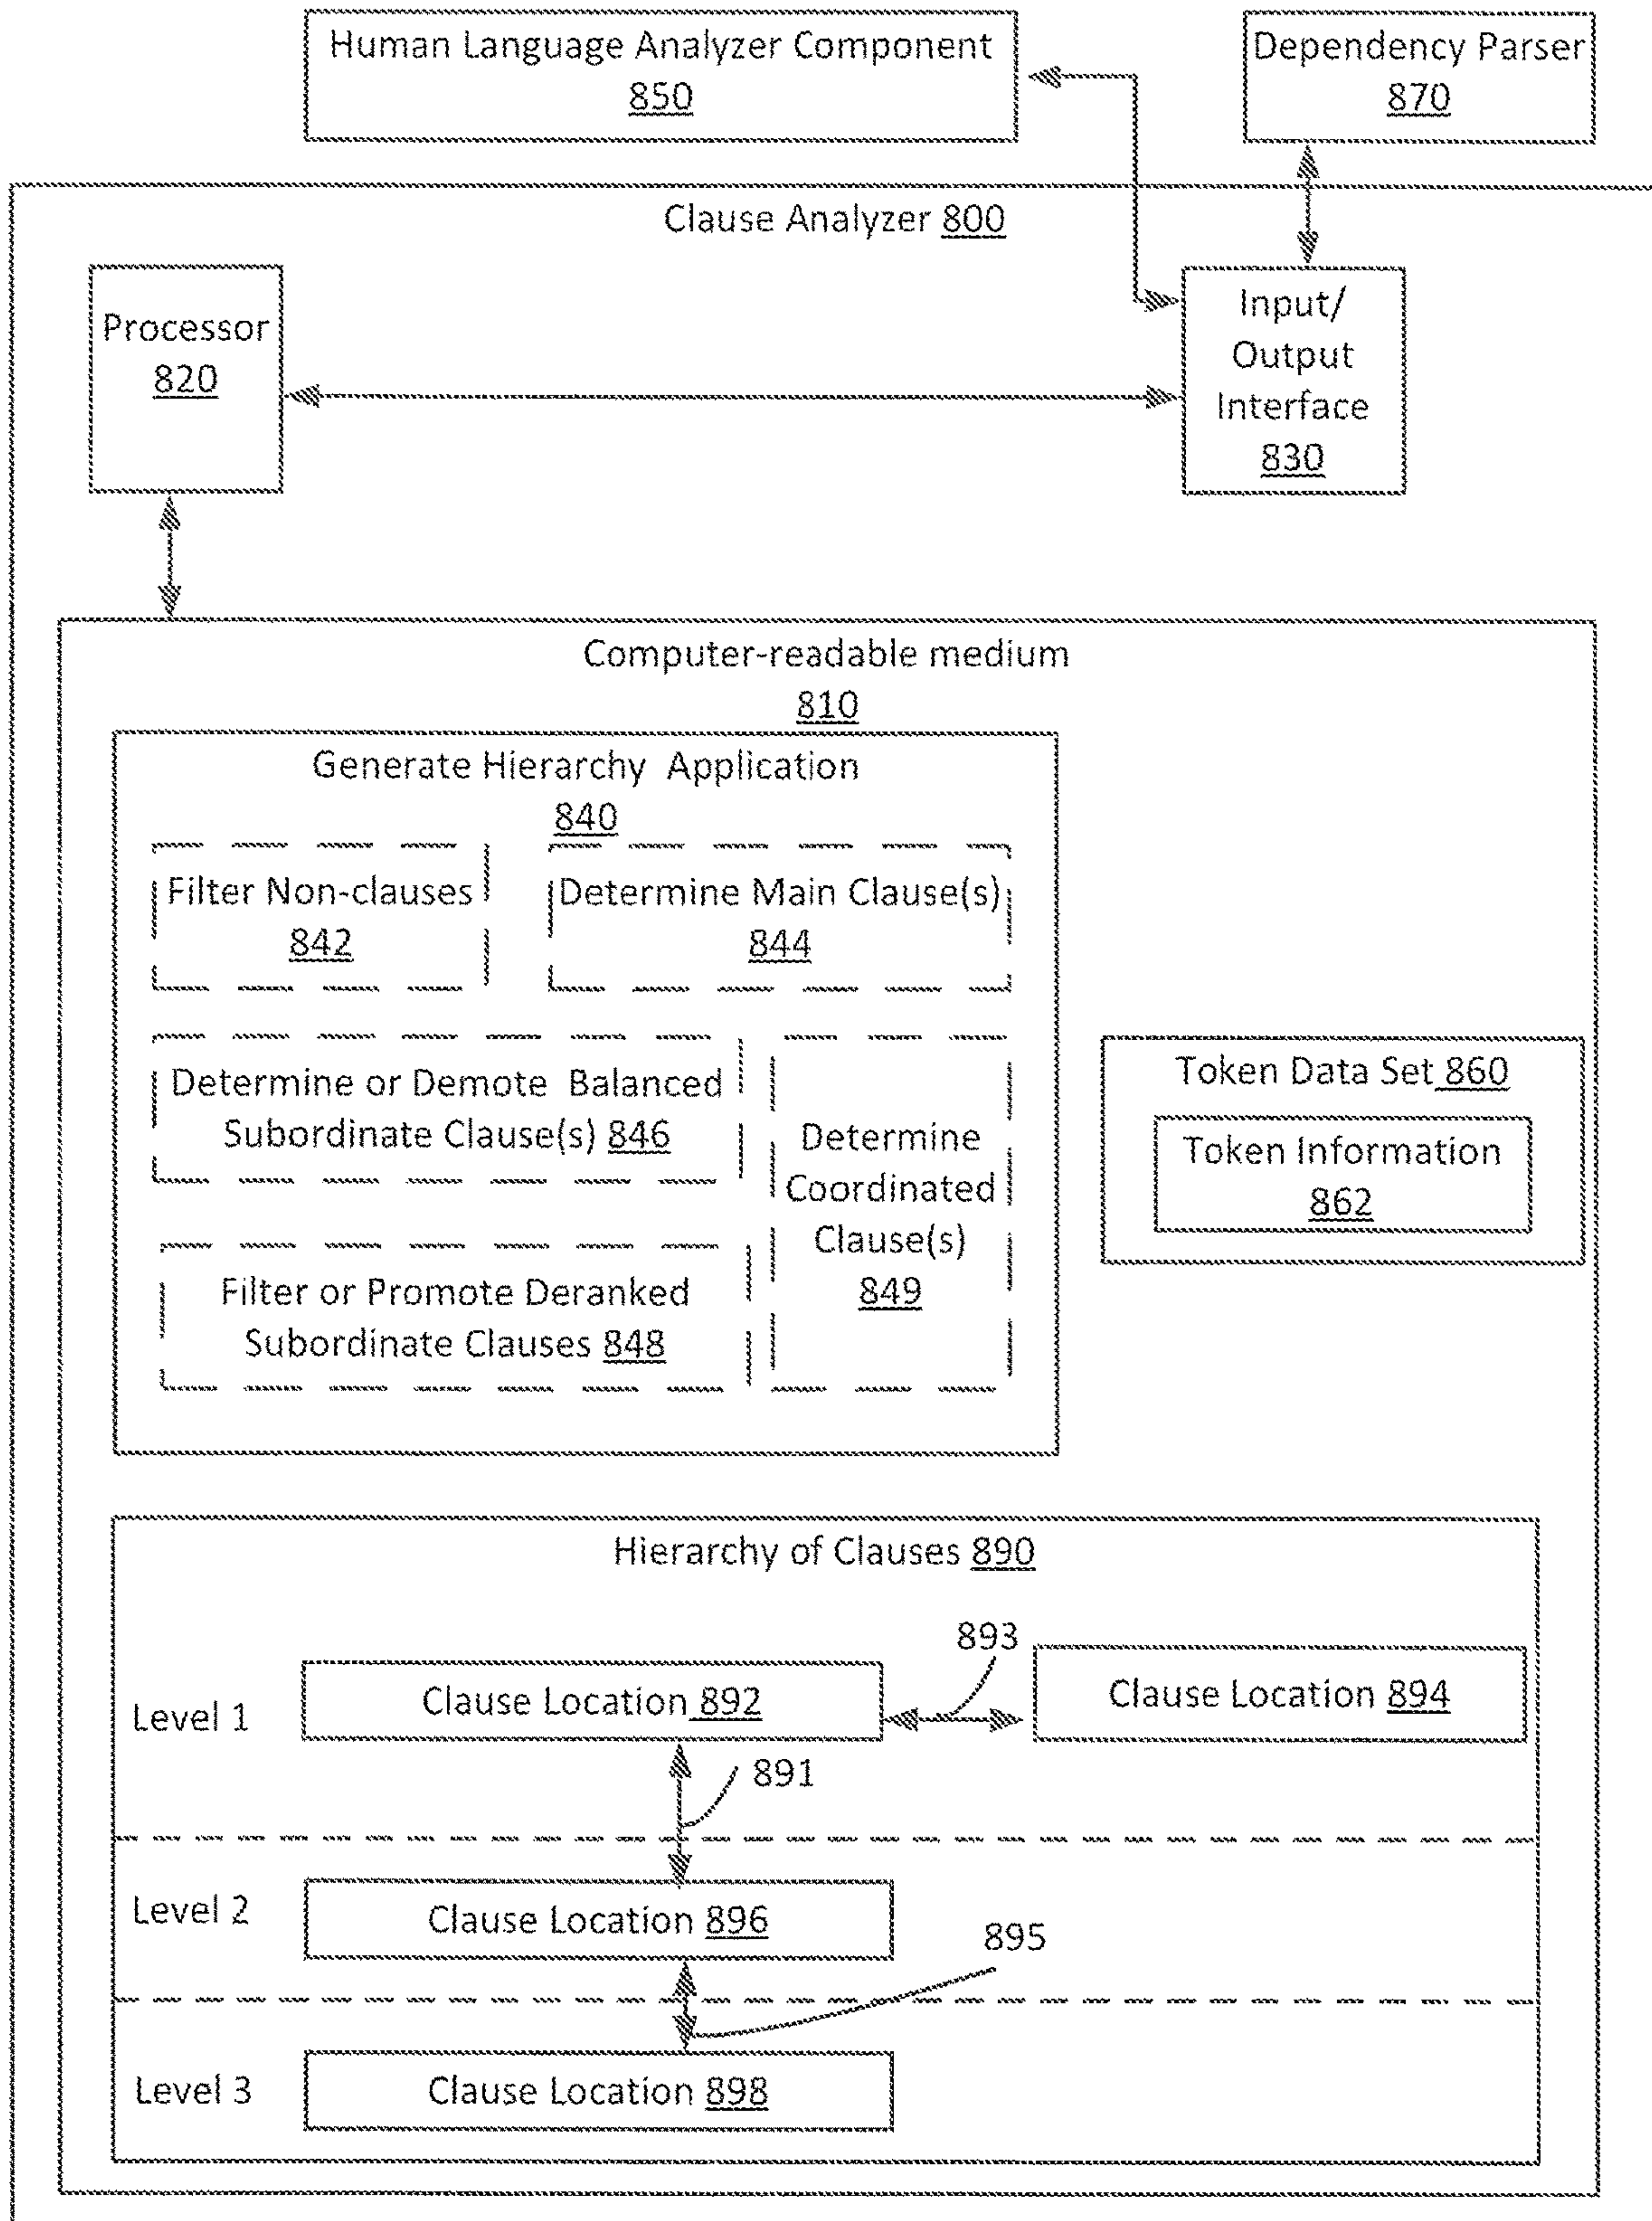 Human Language Analyzer Component
850
Dependency Parser
870
Clause Analyzer 800
Processor
820
Input/
Output
Interface
830
Computer-readable medium
810
Generate Hierarchy Application
840
Filter Non-clauses
842
Determine Main Clause(s)
844
Determine or Demote Balanced
Subordinate Clause(s) 846
Filter or Promote Deranked
Subordinate Clauses 848
Determine
Coordinated
Clause(s)
849
Token Data Set 860
Token Information
862
Hierarchy of Clauses 890
893
Level 1
Clause Location 892
Clause Location 894
891
Level 2
Clause Location 896
895
Level 3
Clause Location 898